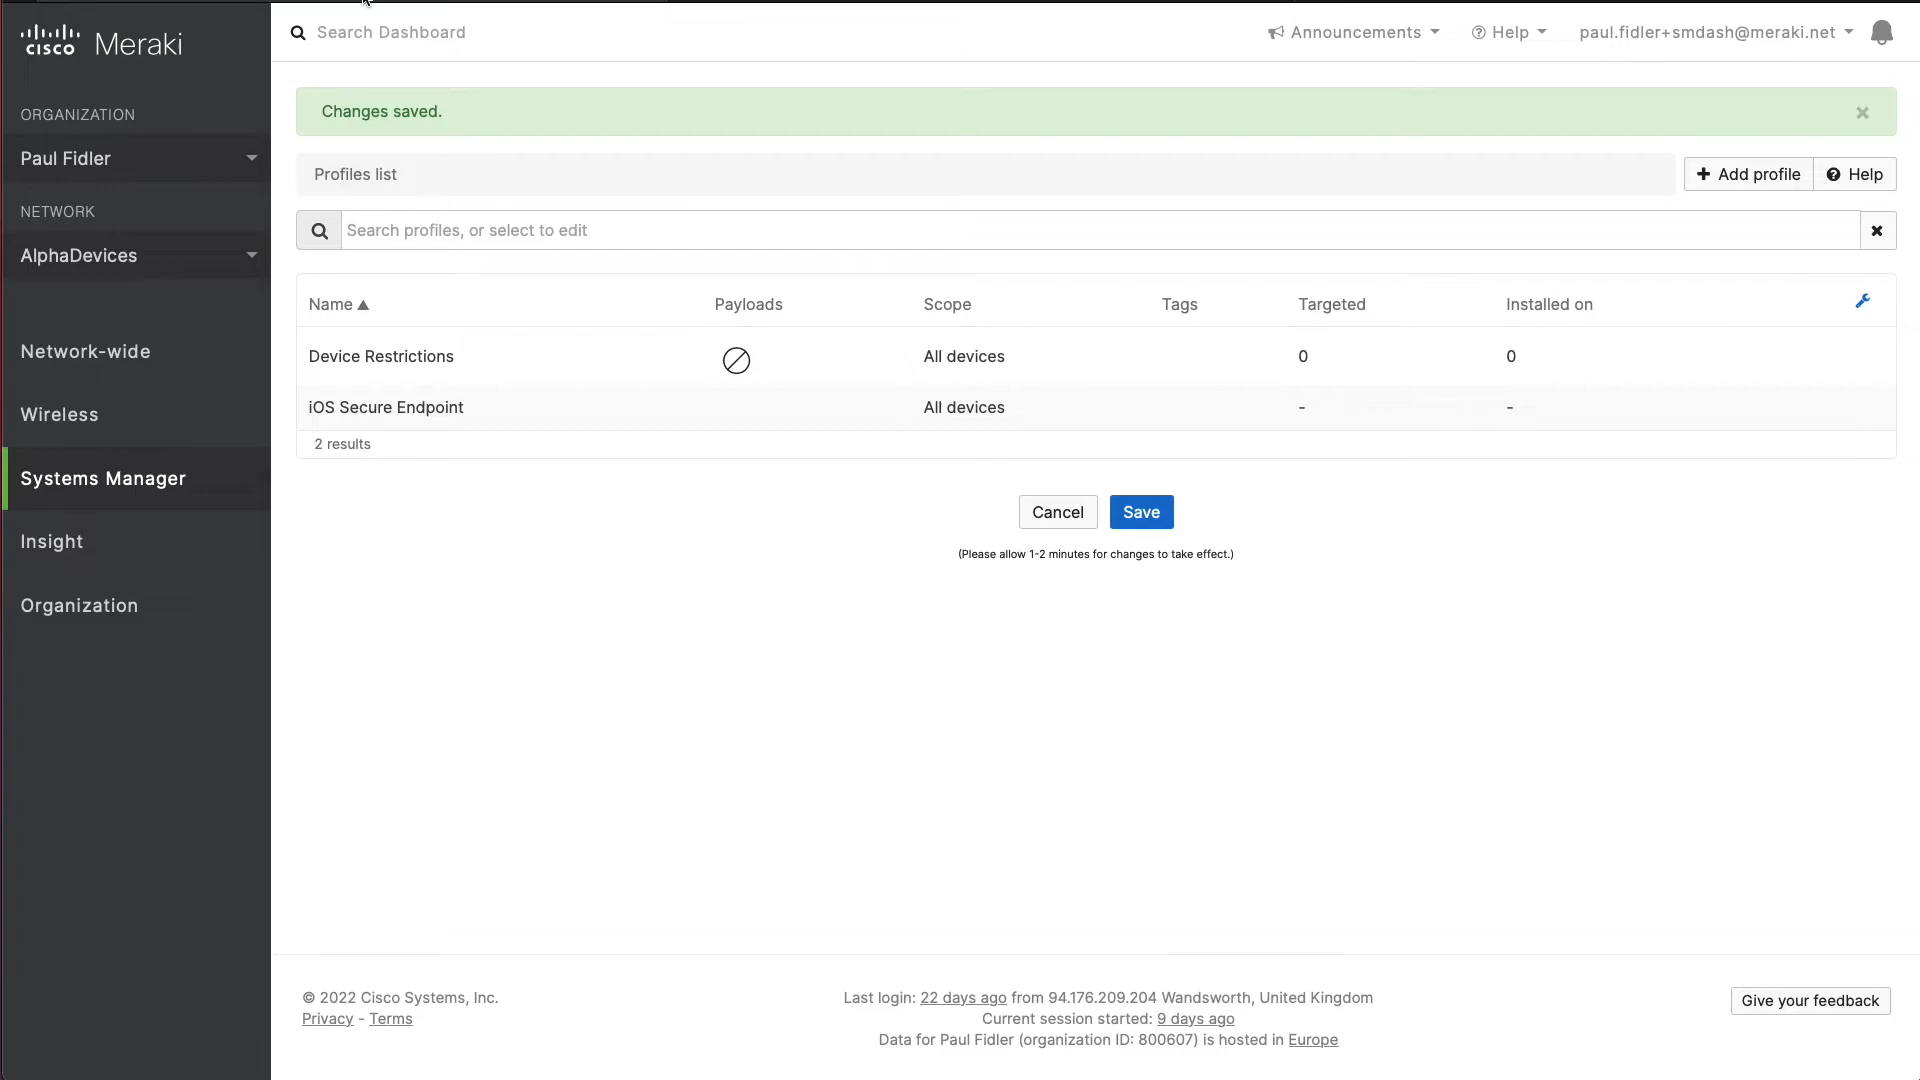 cisco Meraki
Search Dashboard
Announcements
Help
paul.fidler+smdash@meraki.net
ORGANIZATION
Paul Fidler
NETWORK
AlphaDevices
Network-wide
Wireless
Systems Manager
Insight
Organization
Changes saved.
Profiles list
Add profile
Help
Search profiles, or select to edit
Name Payloads Scope Tags Targeted Installed on
Device Restrictions All devices 0 0
iOS Secure Endpoint All devices - -
2 results
Cancel Save
(Please allow 1-2 minutes for changes to take effect.)
© 2022 Cisco Systems, Inc.
Privacy - Terms
Last login: 22 days ago from 94.176.209.204 Wandsworth, United Kingdom
Current session started: 9 days ago
Data for Paul Fidler (organization ID: 800607) is hosted in Europe
Give your feedback